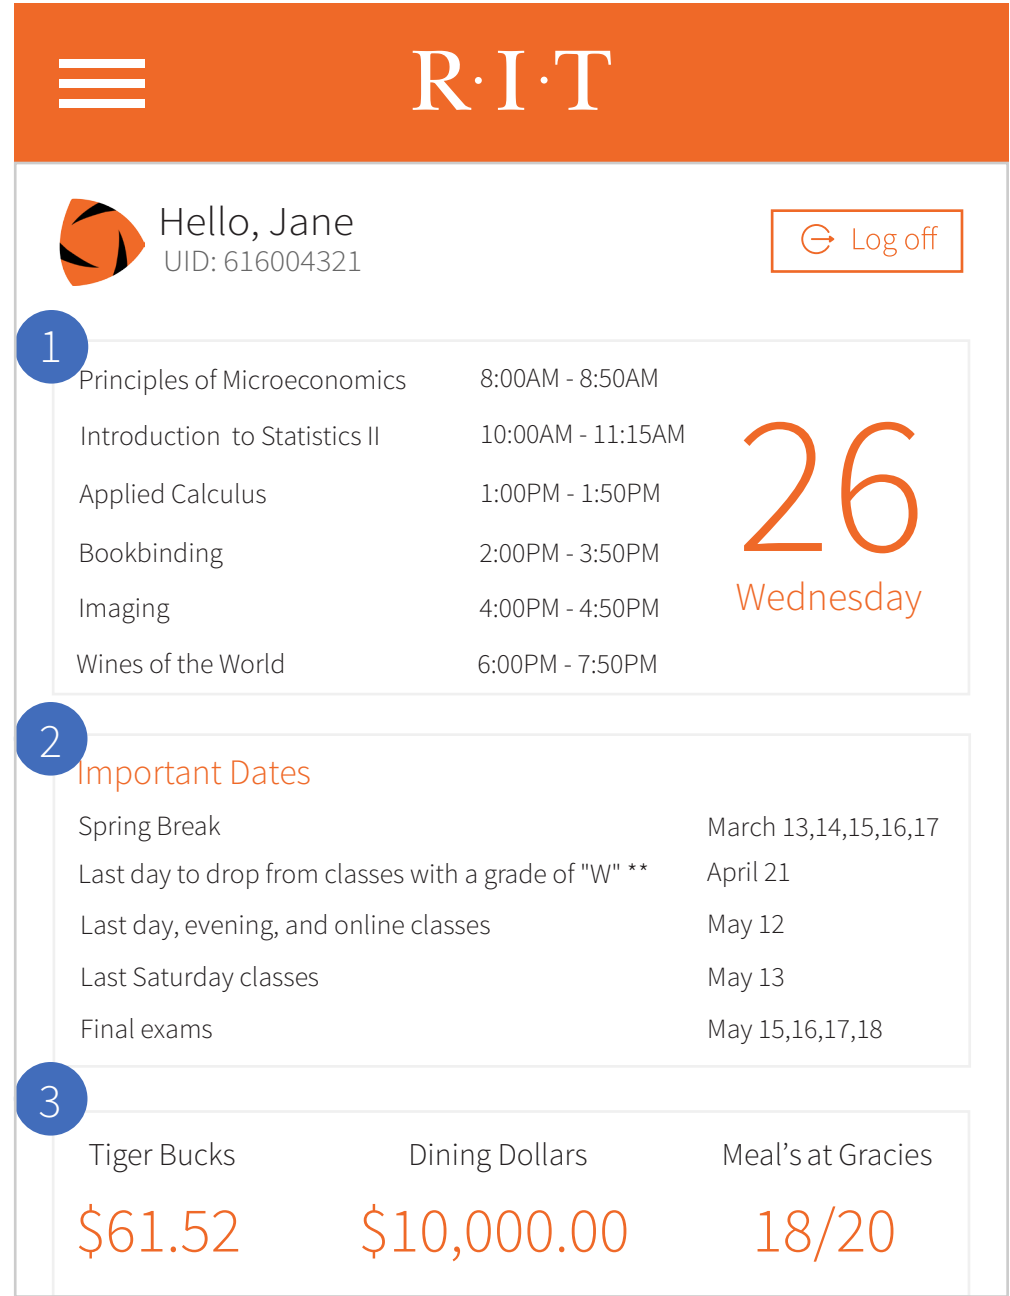 R·I·T
Hello, Jane
UID: 616004321
Log off
1
Principles of Microeconomics 8:00AM - 8:50AM
Introduction to Statistics II 10:00AM - 11:15AM
Applied Calculus 1:00PM - 1:50PM
Bookbinding 2:00PM - 3:50PM
Imaging 4:00PM - 4:50PM
Wines of the World 6:00PM - 7:50PM
26
Wednesday
2
Important Dates
Spring Break March 13,14,15,16,17
Last day to drop from classes with a grade of "W" ** April 21
Last day, evening, and online classes May 12
Last Saturday classes May 13
Final exams May 15,16,17,18
3
Tiger Bucks Dining Dollars Meal's at Gracies
$61.52 $10,000.00 18/20